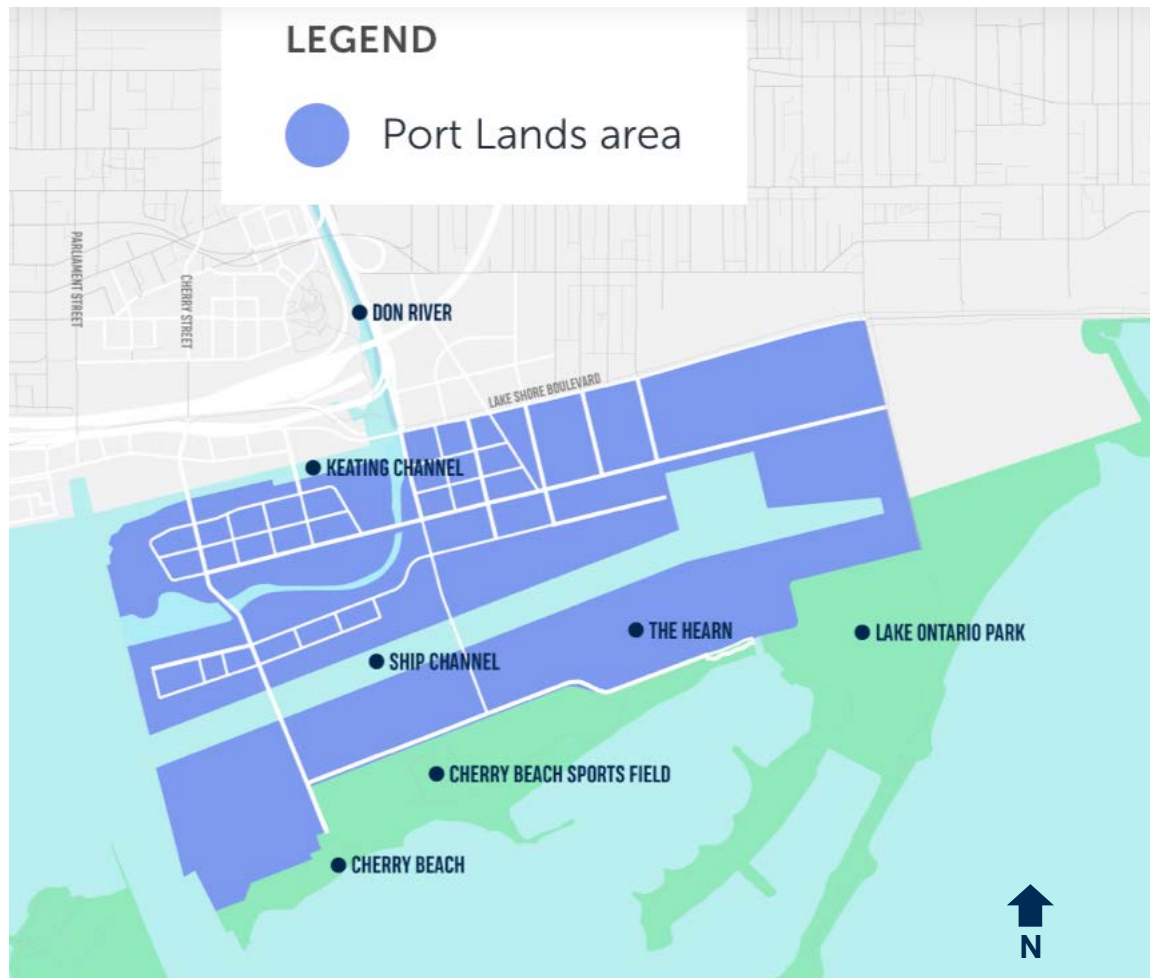 LEGEND
Port Lands area
PARLIAMENT STREET
CHERRY STREET
DON RIVER
LAKE SHORE BOULEVARD
KEATING CHANNEL
THE HEARN
LAKE ONTARIO PARK
SHIP CHANNEL
CHERRY BEACH SPORTS FIELD
CHERRY BEACH
N